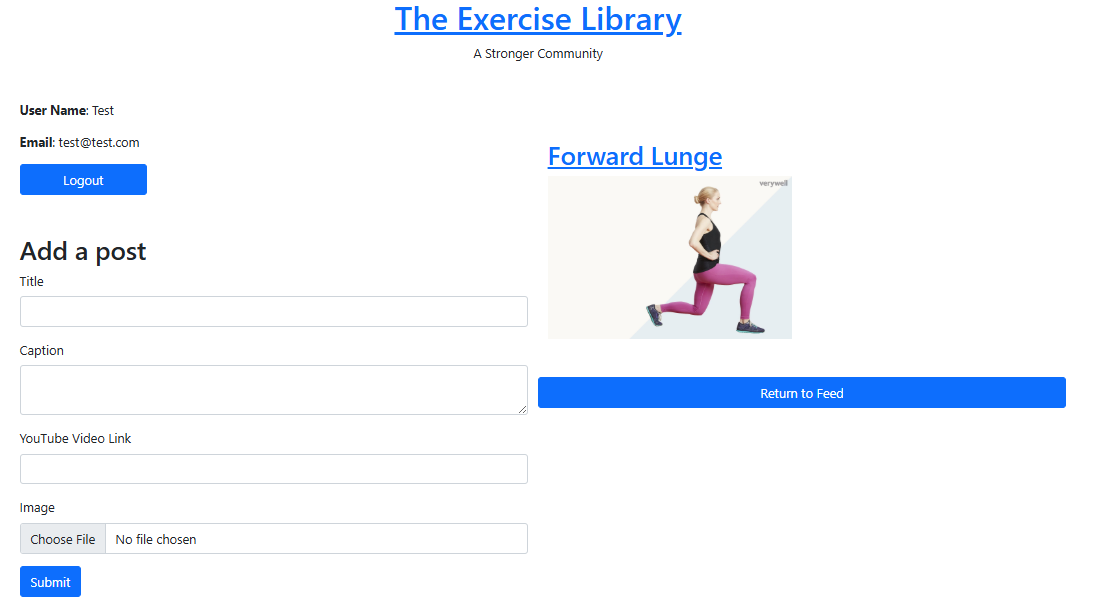 The Exercise Library
A Stronger Community
User Name: Test
Email: test@test.com
Logout
Add a post
Title
Caption
YouTube Video Link
Image
Choose File No file chosen
Submit
Forward Lunge
verywell
Return to Feed